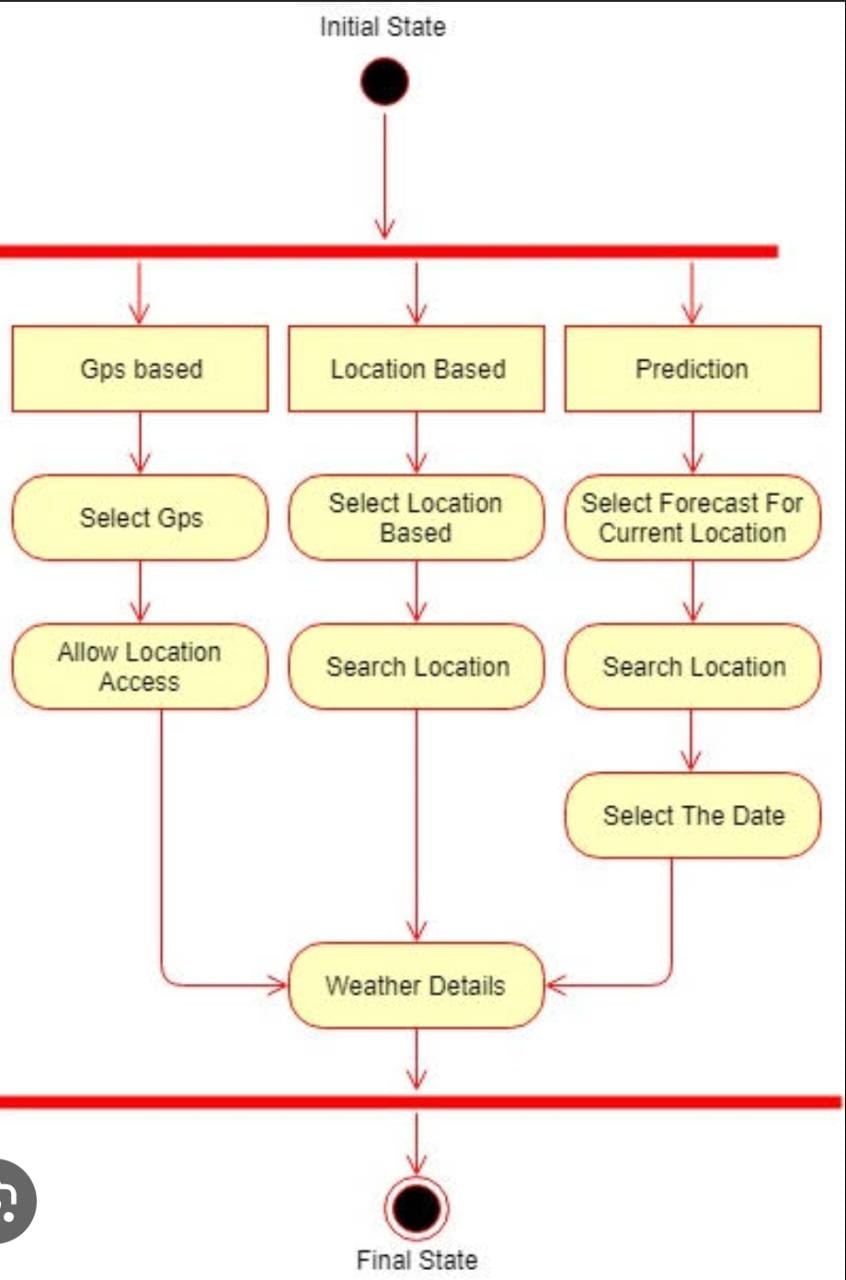 Initial State
Gps based
Location Based
Prediction
Select Gps
Select Location
Based
Select Forecast For
Current Location
Allow Location
Access
Search Location
Search Location
Select The Date
Weather Details
Final State